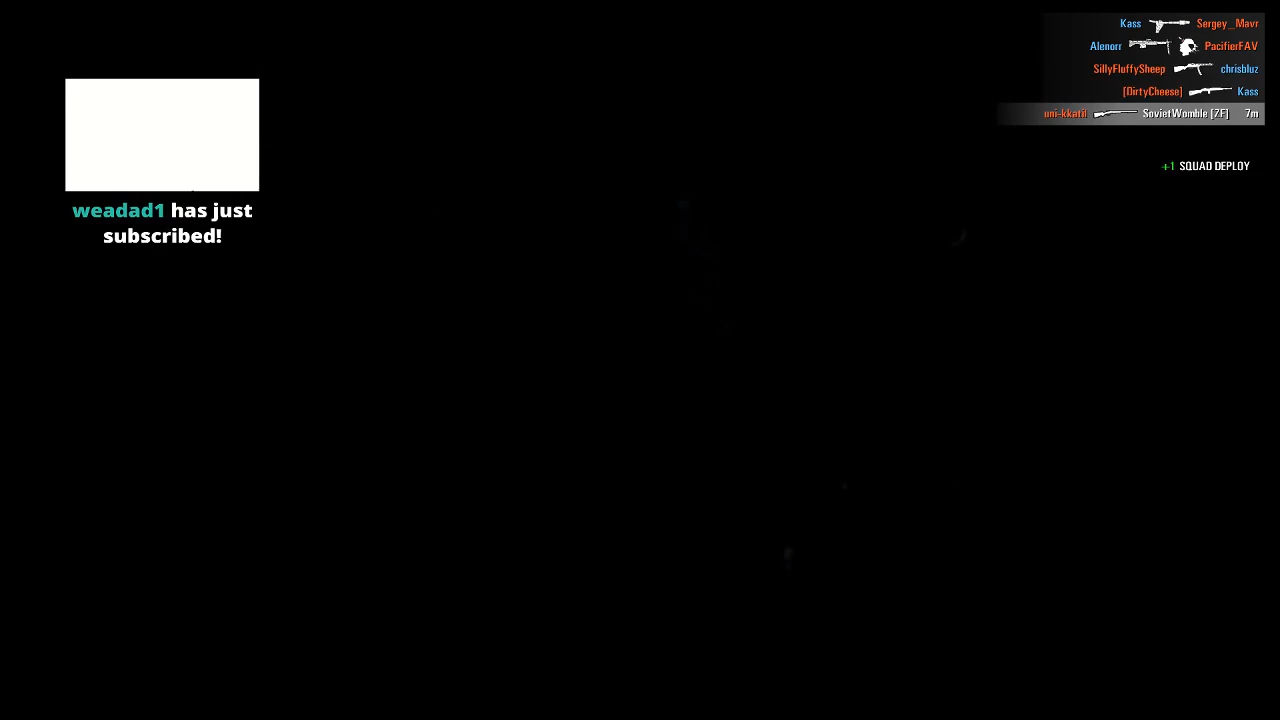 Kass Sergey_Mavr
Alenorr PacifierFAV
SillyFluffySheep chrisbluz
[DirtyCheese] Kass
uni-kkatil SovietWomble [ZF] 7m
+1 SQUAD DEPLOY
weadad1 has just
subscribed!